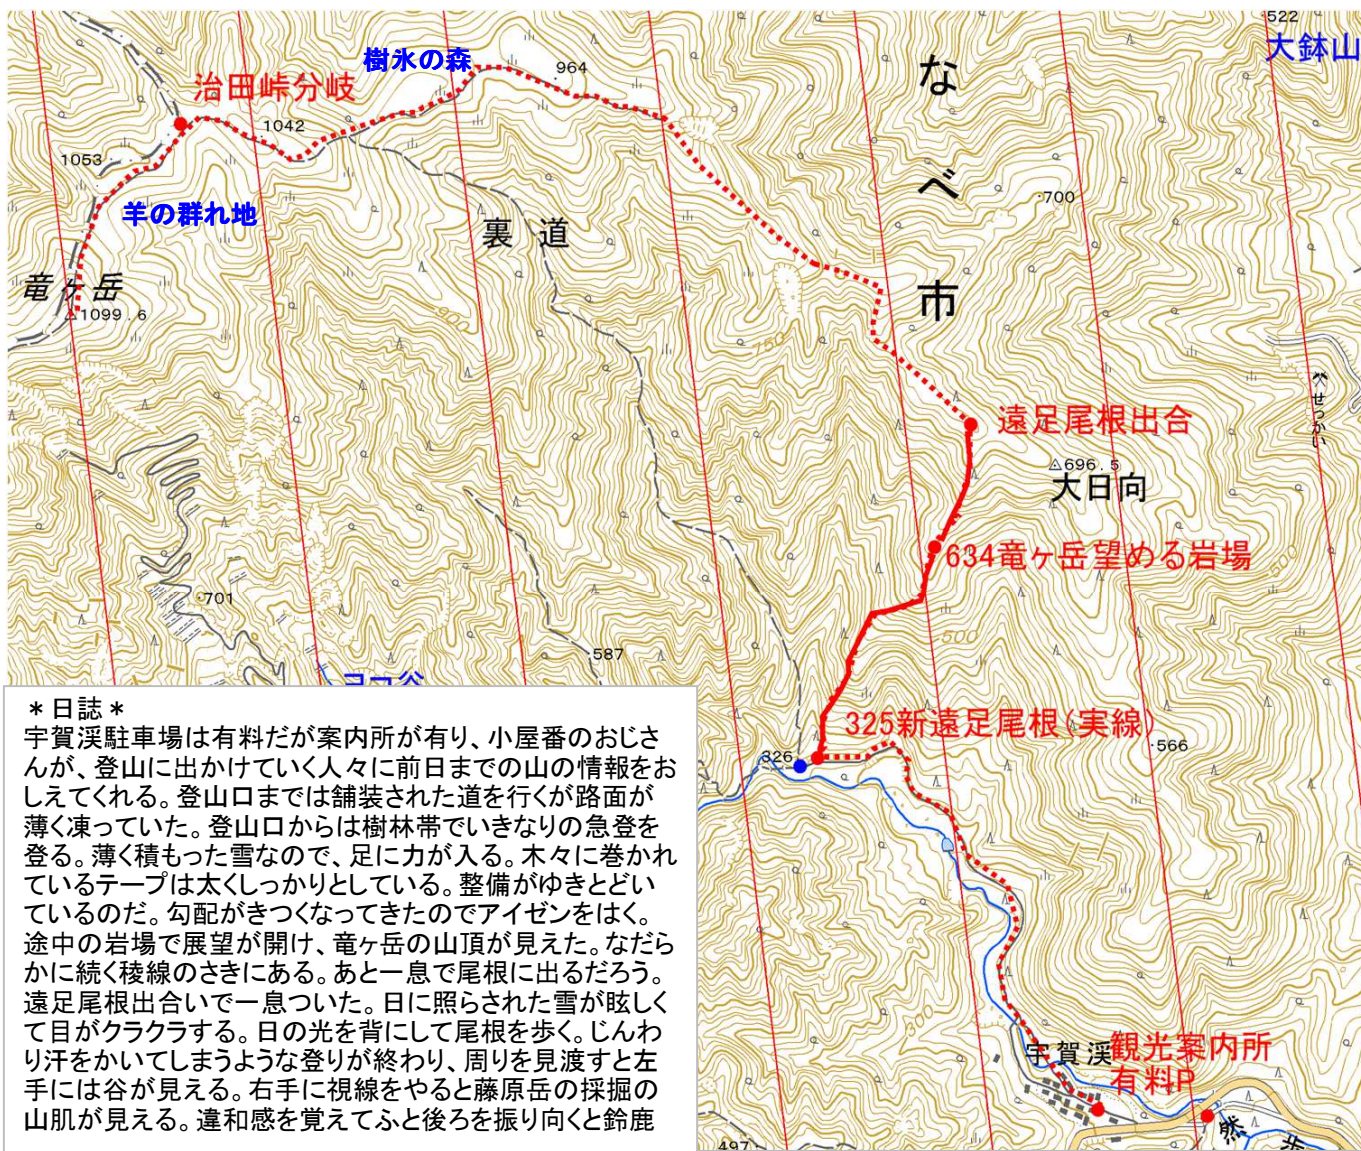 522
大鉢山
な
べ
市
樹氷の森
964
治田峠分岐
1042
1053
700
羊の群れ地
裏道
竜ヶ岳
1099.6
750
900
せっかい
遠足尾根出合
696.5
大日向
634竜ヶ岳望める岩場
701
500
587
ヨコ谷
325新遠足尾根(実線)
566
326
300
宇賀渓
観光案内所
有料P
然
歩
497
＊日誌＊
宇賀渓駐車場は有料だが案内所が有り、小屋番のおじさ
んが、登山に出かけていく人々に前日までの山の情報をお
しえてくれる。登山口までは舗装された道を行くが路面が
薄く凍っていた。登山口からは樹林帯でいきなりの急登を
登る。薄く積もった雪なので、足に力が入る。木々に巻かれ
ているテープは太くしっかりとしている。整備がゆきとどい
ているのだ。勾配がきつくなってきたのでアイゼンをはく。
途中の岩場で展望が開け、竜ヶ岳の山頂が見えた。なだら
かに続く稜線のさきにある。あと一息で尾根に出るだろう。
遠足尾根出合いで一息ついた。日に照らされた雪が眩しく
て目がクラクラする。日の光を背にして尾根を歩く。じんわ
り汗をかいてしまうような登りが終わり、周りを見渡すと左
手には谷が見える。右手に視線をやると藤原岳の採掘の
山肌が見える。違和感を覚えてふと後ろを振り向くと鈴鹿